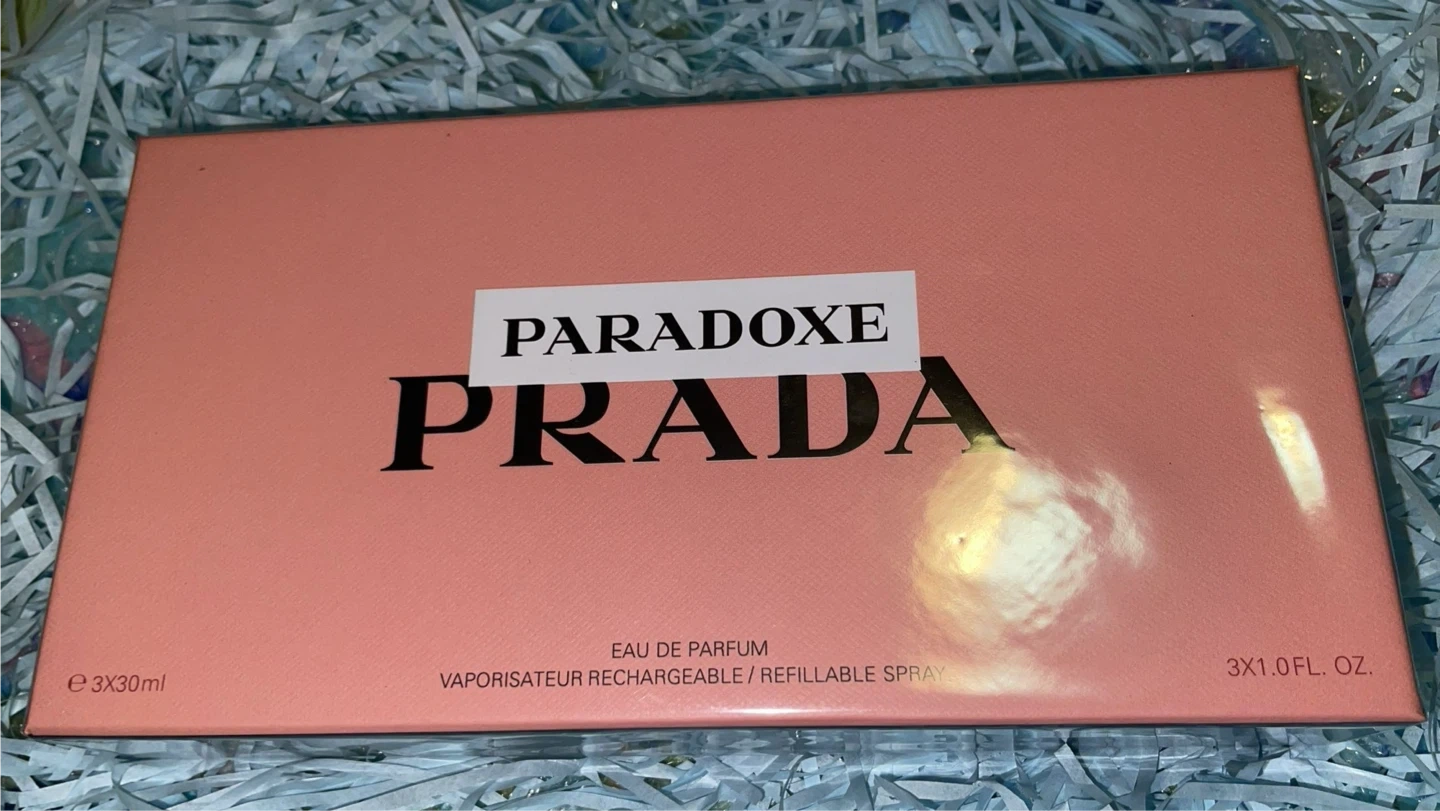 PARADOXE
PRADA
EAU DE PARFUM
VAPORISATEUR RECHARGEABLE / REFILLABLE SPRAY
℮ 3X30ml
3X1.0FL. OZ.